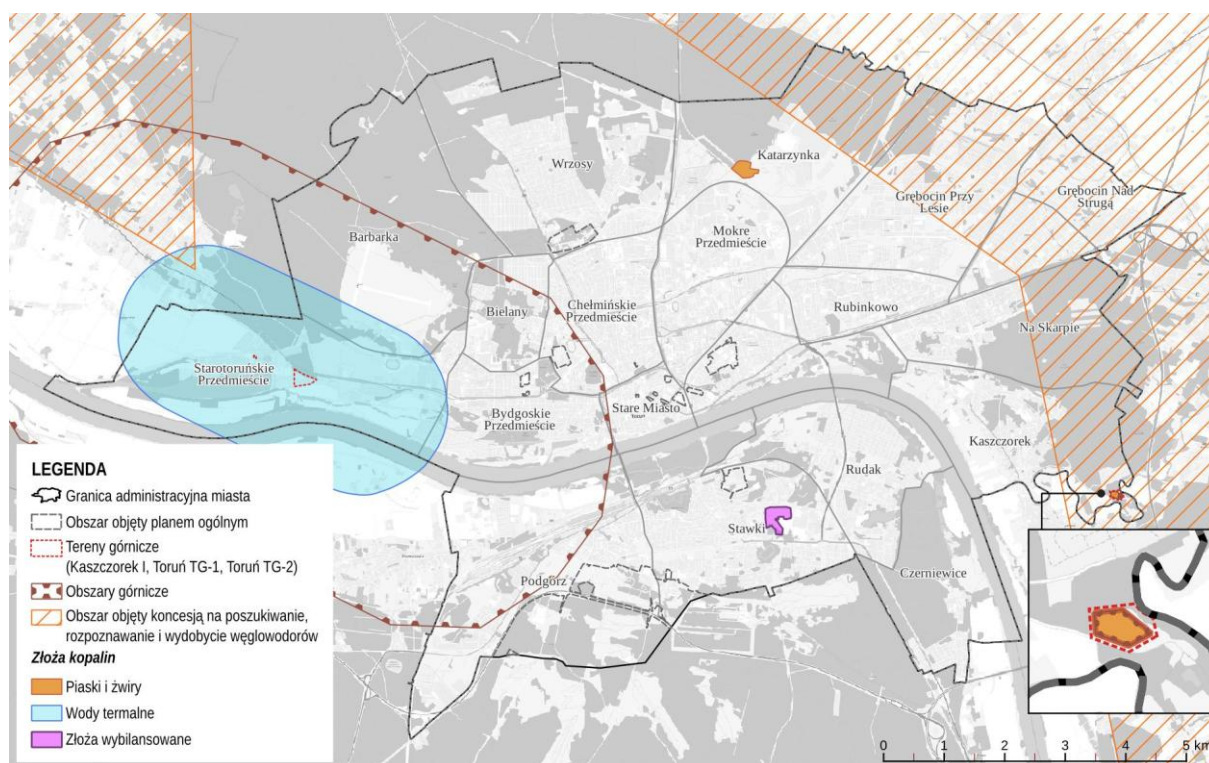 Katarzynka
Wrzosy
Grębocin Przy
Lesie
Grębocin Nad
Strugą
Barbarka
Mokre
Przedmieście
Chełmińskie
Przedmieście
Bielany
Rubinkowo
Na Skarpie
Starotoruńskie
Przedmieście
Bydgoskie
Przedmieście
Stare Miasto
Toruń
Kaszczorek
Rudak
Stawki
Podgórz
Czerniewice
LEGENDA
Granica administracyjna miasta
Obszar objęty planem ogólnym
Tereny górnicze
(Kaszczorek I, Toruń TG-1, Toruń TG-2)
Obszary górnicze
Obszar objęty koncesją na poszukiwanie,
rozpoznawanie i wydobycie węglowodorów
Złoża kopalin
Piaski i żwiry
Wody termalne
Złoża wybilansowane
0 1 2 3 4 5 km